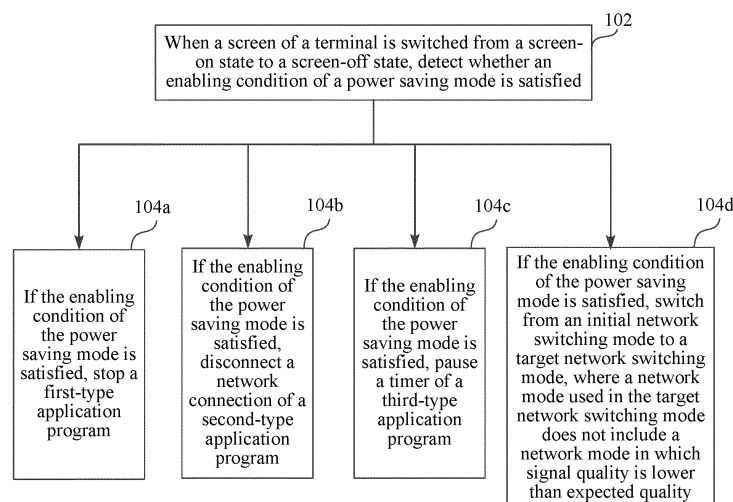 102
When a screen of a terminal is switched from a screen-
on state to a screen-off state, detect whether an
enabling condition of a power saving mode is satisfied
104a
If the enabling
condition of
the power
saving mode is
satisfied, stop a
first-type
application
program
104b
If the enabling
condition of
the power
saving mode is
satisfied,
disconnect a
network
connection of a
second-type
application
program
104c
If the enabling
condition of
the power
saving mode is
satisfied, pause
a timer of a
third-type
application
program
104d
If the enabling condition
of the power saving
mode is satisfied, switch
from an initial network
switching mode to a
target network switching
mode, where a network
mode used in the target
network switching mode
does not include a
network mode in which
signal quality is lower
than expected quality